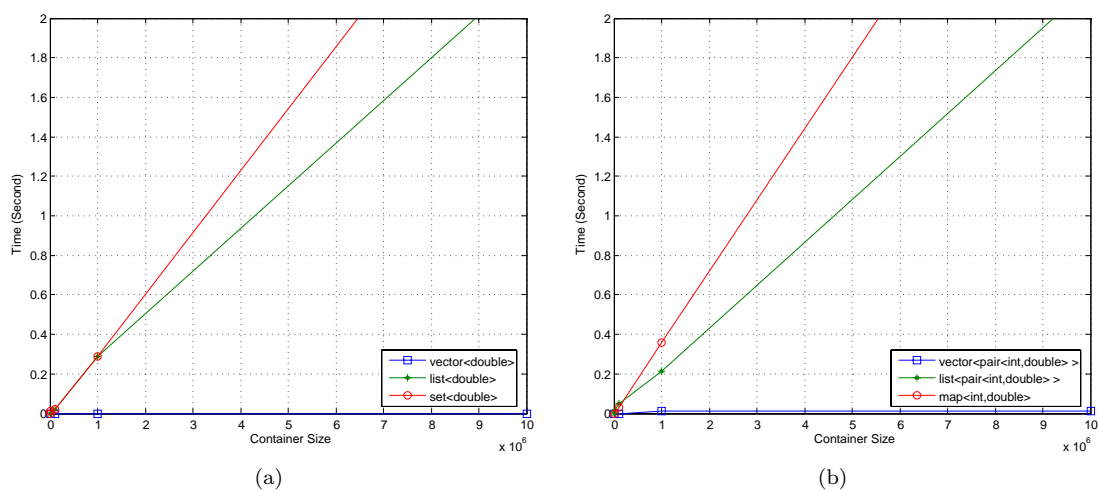 2
1.8
1.6
1.4
1.2
1
0.8
0.6
0.4
0.2
0
Time (Second)
0 1 2 3 4 5 6 7 8 9 10
Container Size
x 10^6
vector<double>
list<double>
set<double>
(a)
2
1.8
1.6
1.4
1.2
1
0.8
0.6
0.4
0.2
0
Time (Second)
0 1 2 3 4 5 6 7 8 9 10
Container Size
x 10^6
vector<pair<int,double> >
list<pair<int,double> >
map<int,double>
(b)